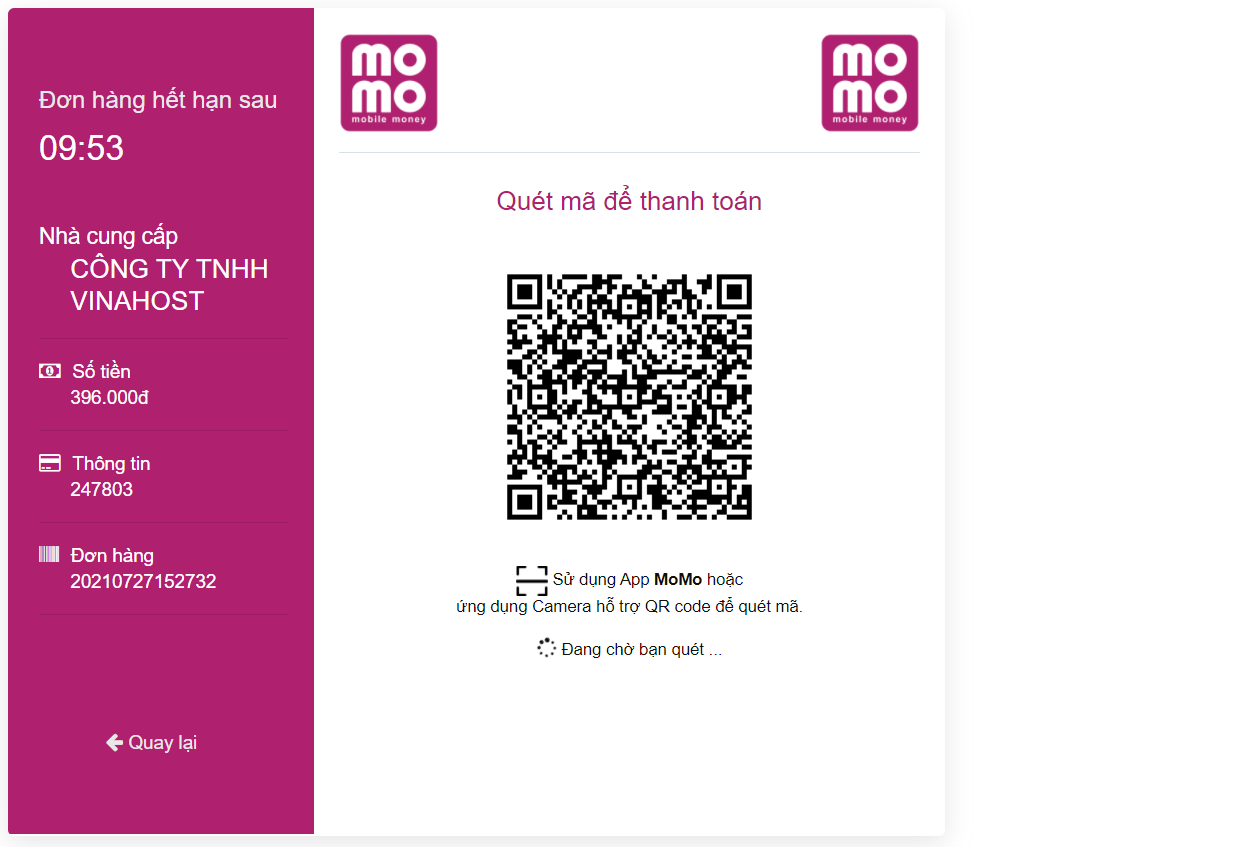 Đơn hàng hết hạn sau
09:53
Nhà cung cấp
CÔNG TY TNHH
VINAHOST
Số tiền
396.000đ
Thông tin
247803
Đơn hàng
20210727152732
Quay lại
mo
mo
mobile money
mo
mo
mobile money
Quét mã để thanh toán
Sử dụng App MoMo hoặc
ứng dụng Camera hỗ trợ QR code để quét mã.
Đang chờ bạn quét ...